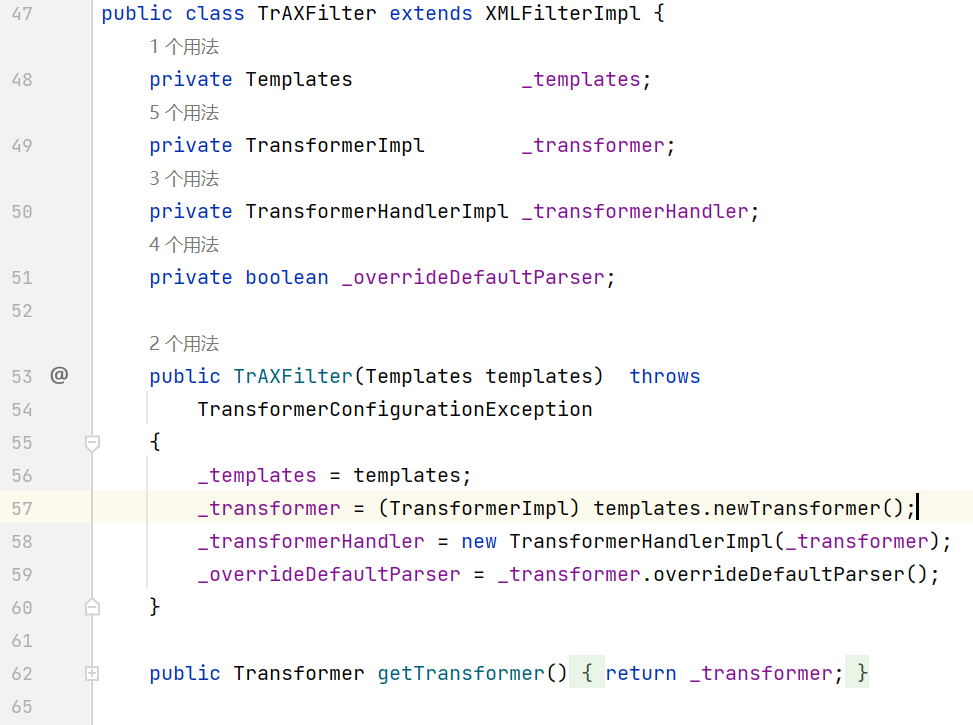 47 public class TrAXFilter extends XMLFilterImpl {
1 个用法
48 private Templates _templates;
5 个用法
49 private TransformerImpl _transformer;
3 个用法
50 private TransformerHandlerImpl _transformerHandler;
4 个用法
51 private boolean _overrideDefaultParser;
52
2 个用法
53 @ public TrAXFilter(Templates templates) throws
54 TransformerConfigurationException
55 {
56 _templates = templates;
57 _transformer = (TransformerImpl) templates.newTransformer();
58 _transformerHandler = new TransformerHandlerImpl(_transformer);
59 _overrideDefaultParser = _transformer.overrideDefaultParser();
60 }
61
62 public Transformer getTransformer() { return _transformer; }
65